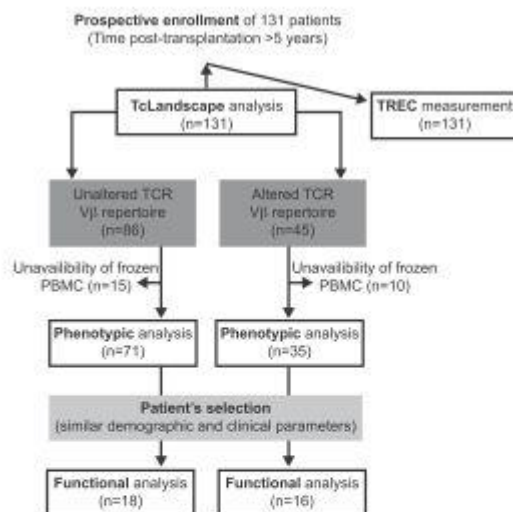 Prospective enrollment of 131 patients
(Time post-transplantation >5 years)
TcLandscape analysis
(n=131)
TREC measurement
(n=131)
Unaltered TCR
Vβ repertoire
(n=86)
Altered TCR
Vβ repertoire
(n=45)
Unavailibility of frozen
PBMC (n=15)
Unavailibility of frozen
PBMC (n=10)
Phenotypic analysis
(n=71)
Phenotypic analysis
(n=35)
Patient's selection
(similar demographic and clinical parameters)
Functional analysis
(n=18)
Functional analysis
(n=16)